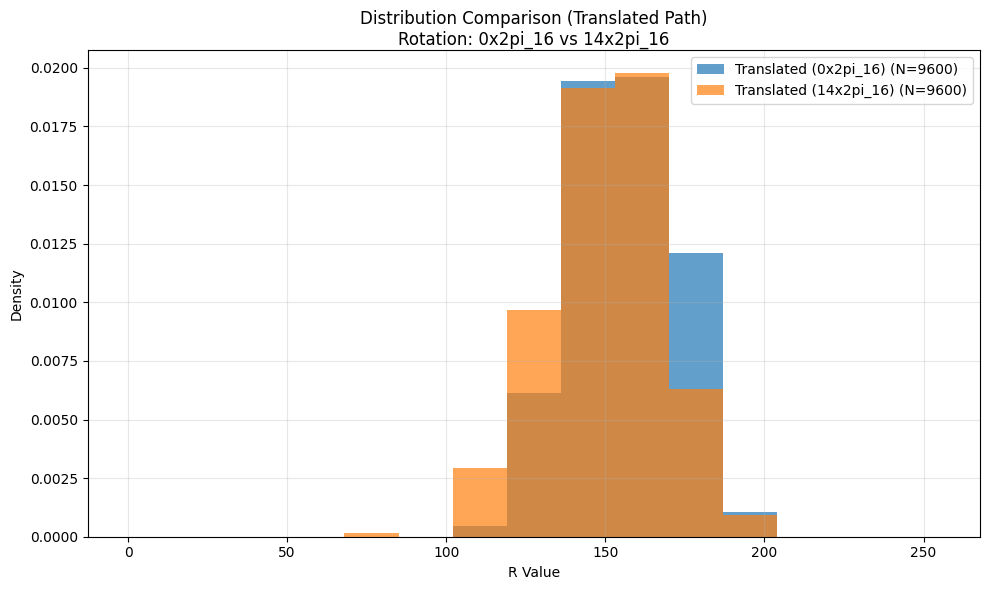 Distribution Comparison (Translated Path)
Rotation: 0x2pi_16 vs 14x2pi_16
Translated (0x2pi_16) (N=9600)
Translated (14x2pi_16) (N=9600)
Density
0.0200
0.0175
0.0150
0.0125
0.0100
0.0075
0.0050
0.0025
0.0000
0 50 100 150 200 250
R Value